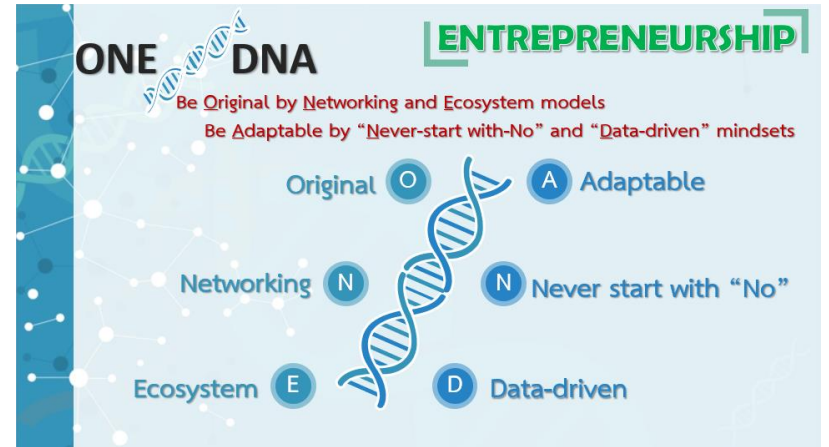 ONE DNA
ENTREPRENEURSHIP
Be Original by Networking and Ecosystem models
Be Adaptable by “Never-start with-No” and “Data-driven” mindsets
Original O
A Adaptable
Networking N
N Never start with “No”
Ecosystem E
D Data-driven